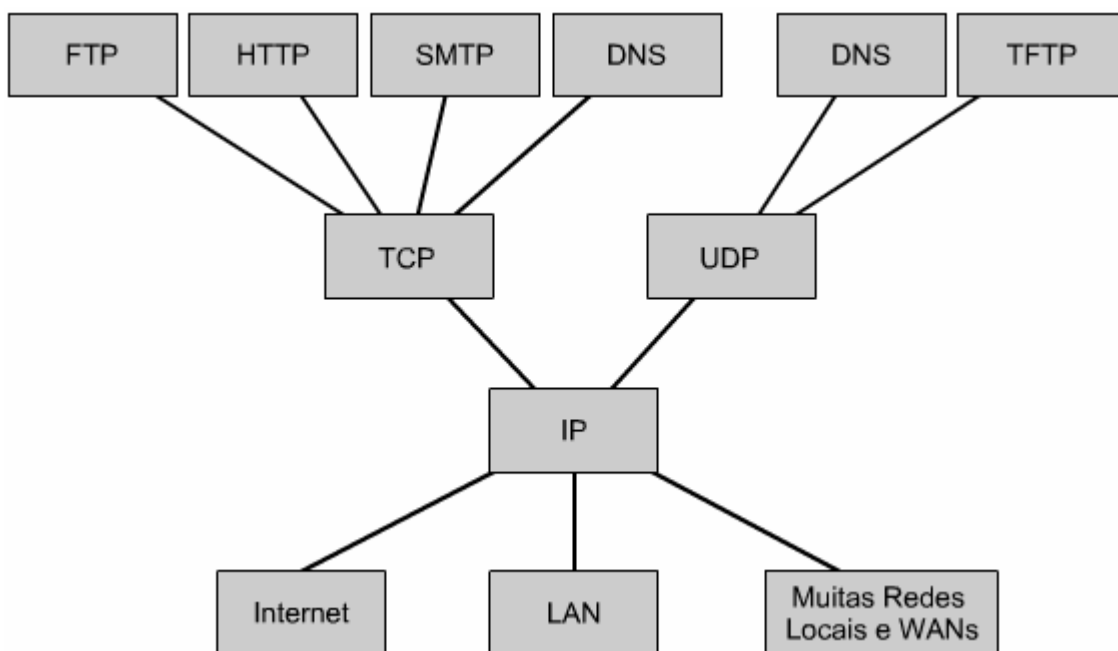 FTP
HTTP
SMTP
DNS
DNS
TFTP
TCP
UDP
IP
Internet
LAN
Muitas Redes
Locais e WANs